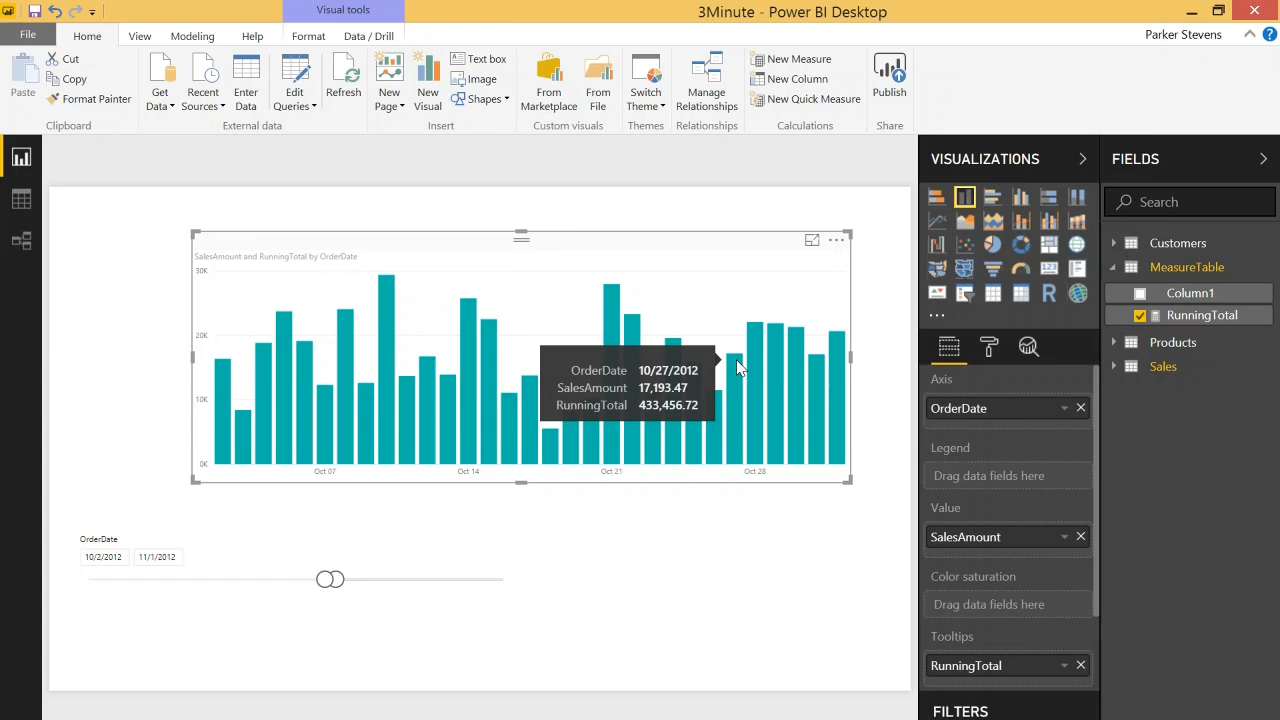 Visual tools
3Minute - Power BI Desktop
File
Home
View
Modeling
Help
Format
Data / Drill
Parker Stevens
Paste
Cut
Copy
Format Painter
Clipboard
Get
Data
Recent
Sources
Enter
Data
External data
Edit
Queries
Refresh
New
Page
New
Visual
Text box
Image
Shapes
Insert
From
Marketplace
From
File
Custom visuals
Switch
Theme
Themes
Manage
Relationships
Relationships
New Measure
New Column
New Quick Measure
Calculations
Publish
Share
SalesAmount and RunningTotal by OrderDate
30K
20K
10K
0K
Oct 07
Oct 14
Oct 21
Oct 28
OrderDate 10/27/2012
SalesAmount 17,193.47
RunningTotal 433,456.72
OrderDate
10/2/2012
11/1/2012
VISUALIZATIONS
123
R
Axis
OrderDate
Legend
Drag data fields here
Value
SalesAmount
Color saturation
Drag data fields here
Tooltips
RunningTotal
FILTERS
FIELDS
Search
Customers
MeasureTable
Column1
RunningTotal
Products
Sales